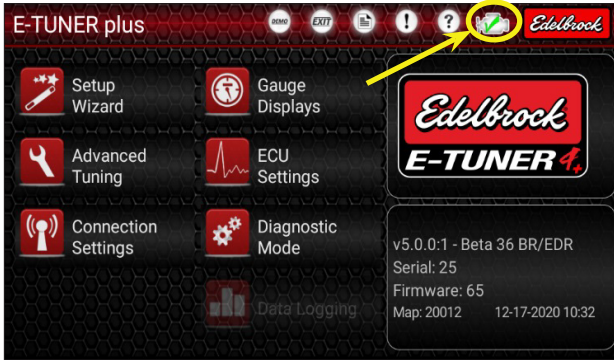 E-TUNER plus
DEMO
EXIT
!
?
Edelbrock
Setup
Wizard
Gauge
Displays
Advanced
Tuning
ECU
Settings
Connection
Settings
Diagnostic
Mode
Data Logging
Edelbrock
E-TUNER 4+
v5.0.0:1 - Beta 36 BR/EDR
Serial: 25
Firmware: 65
Map: 20012 12-17-2020 10:32